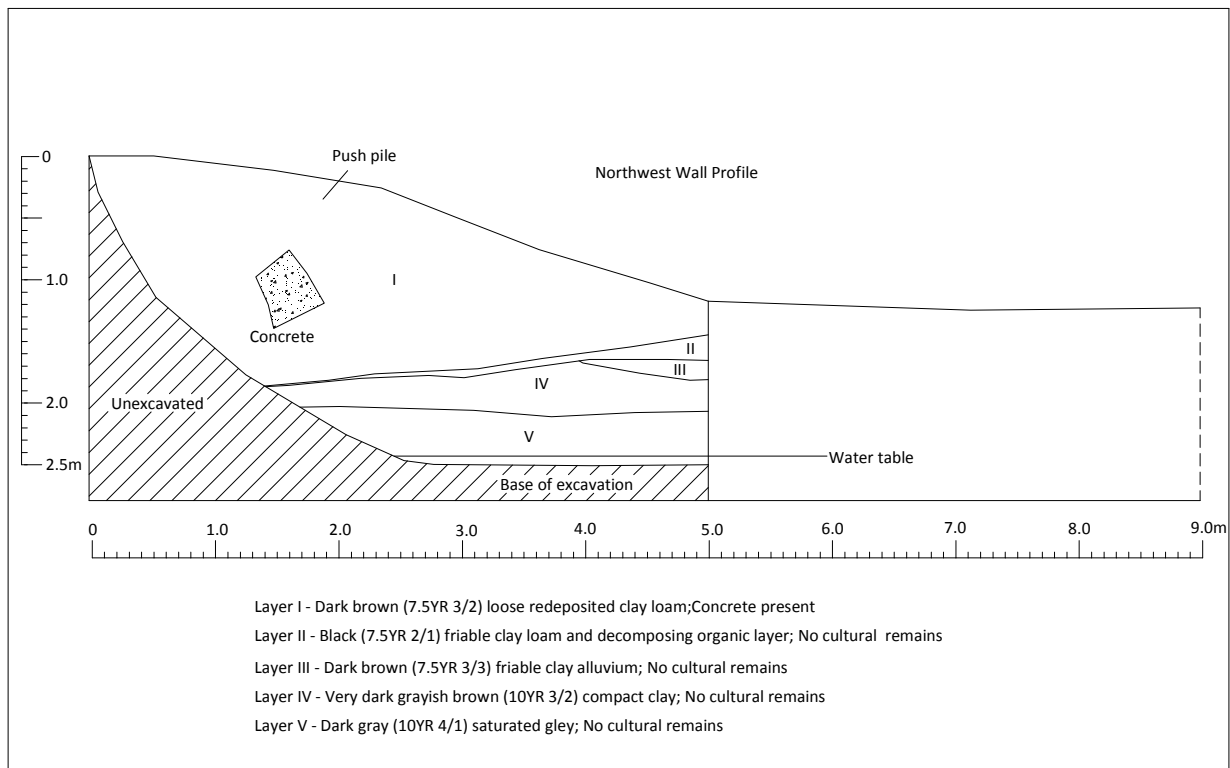 0
Push pile
Northwest Wall Profile
1.0
I
Concrete
II
III
IV
Unexcavated
2.0
V
Water table
2.5m
Base of excavation
0 1.0 2.0 3.0 4.0 5.0 6.0 7.0 8.0 9.0m
Layer I - Dark brown (7.5YR 3/2) loose redeposited clay loam;Concrete present
Layer II - Black (7.5YR 2/1) friable clay loam and decomposing organic layer; No cultural remains
Layer III - Dark brown (7.5YR 3/3) friable clay alluvium; No cultural remains
Layer IV - Very dark grayish brown (10YR 3/2) compact clay; No cultural remains
Layer V - Dark gray (10YR 4/1) saturated gley; No cultural remains